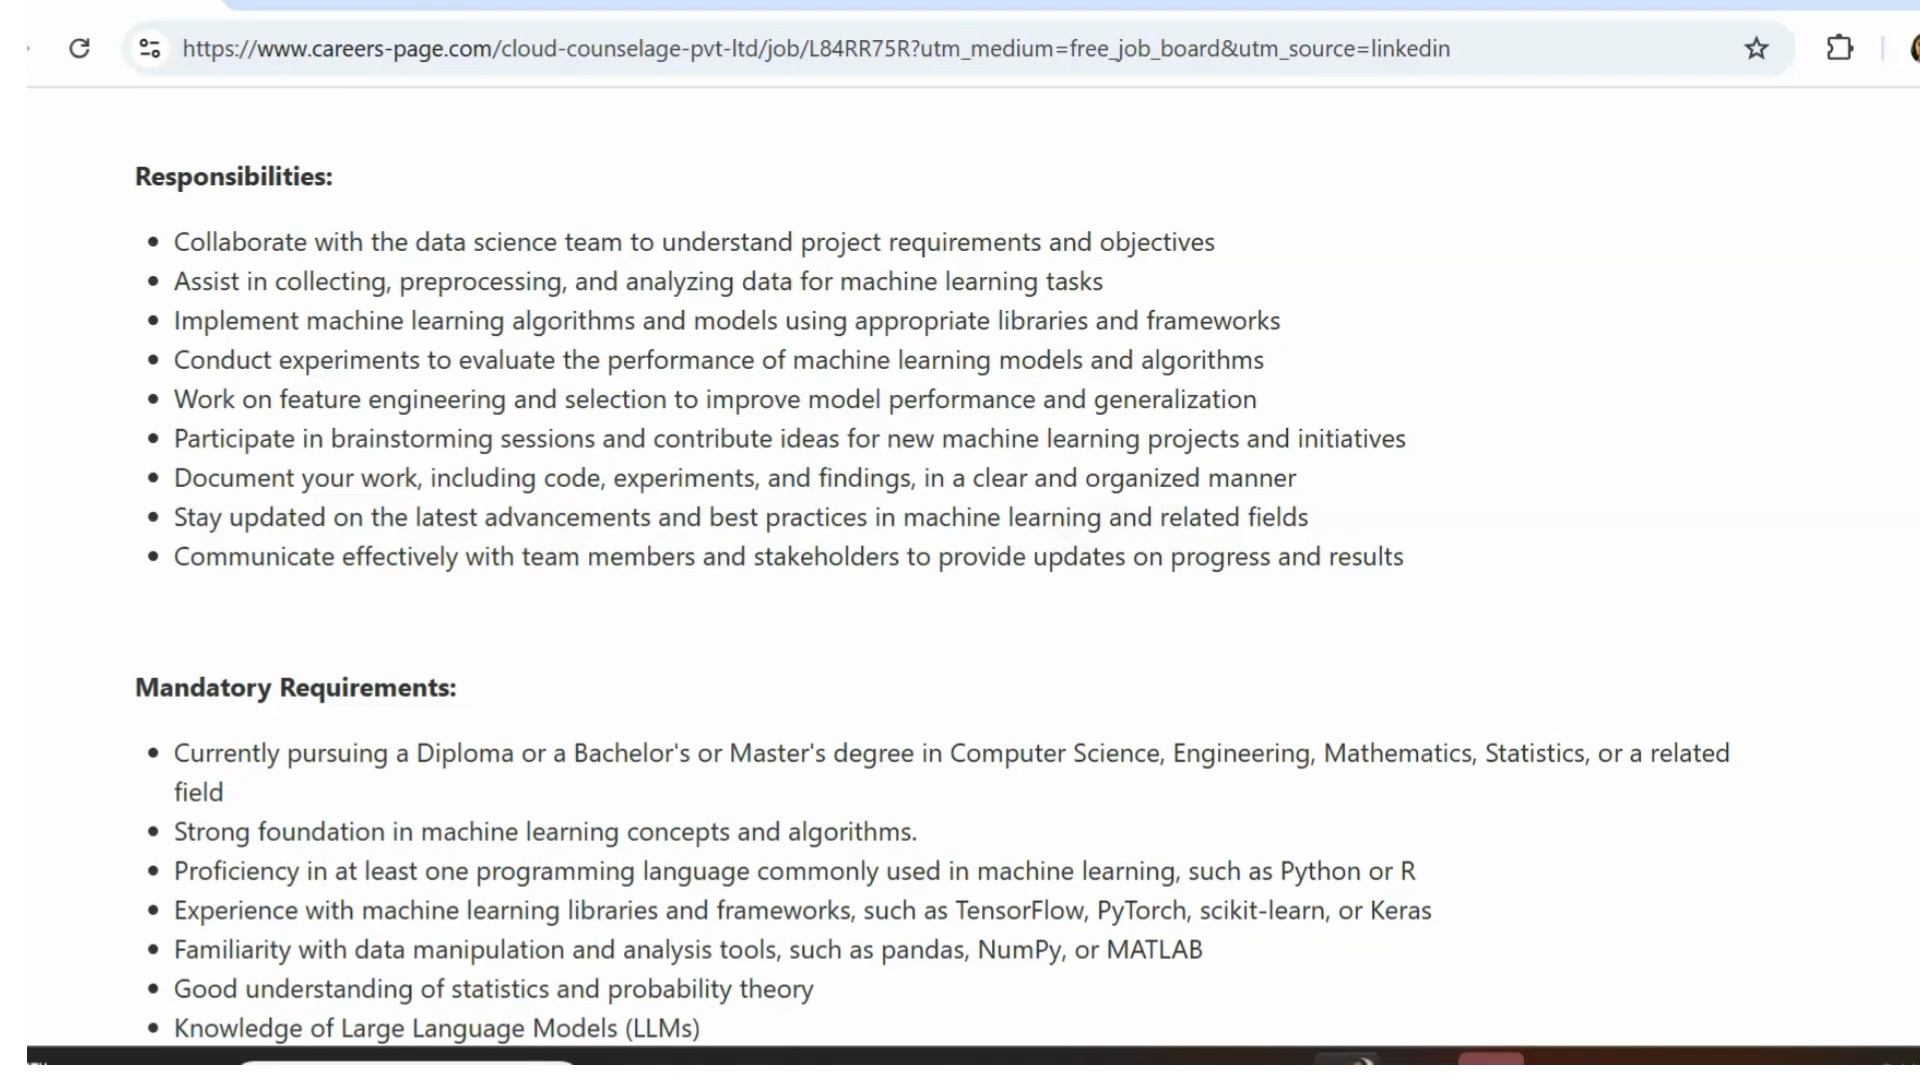 https://www.careers-page.com/cloud-counselage-pvt-ltd/job/L84RR75R?utm_medium=free_job_board&utm_source=linkedin
Responsibilities:
• Collaborate with the data science team to understand project requirements and objectives
• Assist in collecting, preprocessing, and analyzing data for machine learning tasks
• Implement machine learning algorithms and models using appropriate libraries and frameworks
• Conduct experiments to evaluate the performance of machine learning models and algorithms
• Work on feature engineering and selection to improve model performance and generalization
• Participate in brainstorming sessions and contribute ideas for new machine learning projects and initiatives
• Document your work, including code, experiments, and findings, in a clear and organized manner
• Stay updated on the latest advancements and best practices in machine learning and related fields
• Communicate effectively with team members and stakeholders to provide updates on progress and results
Mandatory Requirements:
• Currently pursuing a Diploma or a Bachelor's or Master's degree in Computer Science, Engineering, Mathematics, Statistics, or a related
field
• Strong foundation in machine learning concepts and algorithms.
• Proficiency in at least one programming language commonly used in machine learning, such as Python or R
• Experience with machine learning libraries and frameworks, such as TensorFlow, PyTorch, scikit-learn, or Keras
• Familiarity with data manipulation and analysis tools, such as pandas, NumPy, or MATLAB
• Good understanding of statistics and probability theory
• Knowledge of Large Language Models (LLMs)